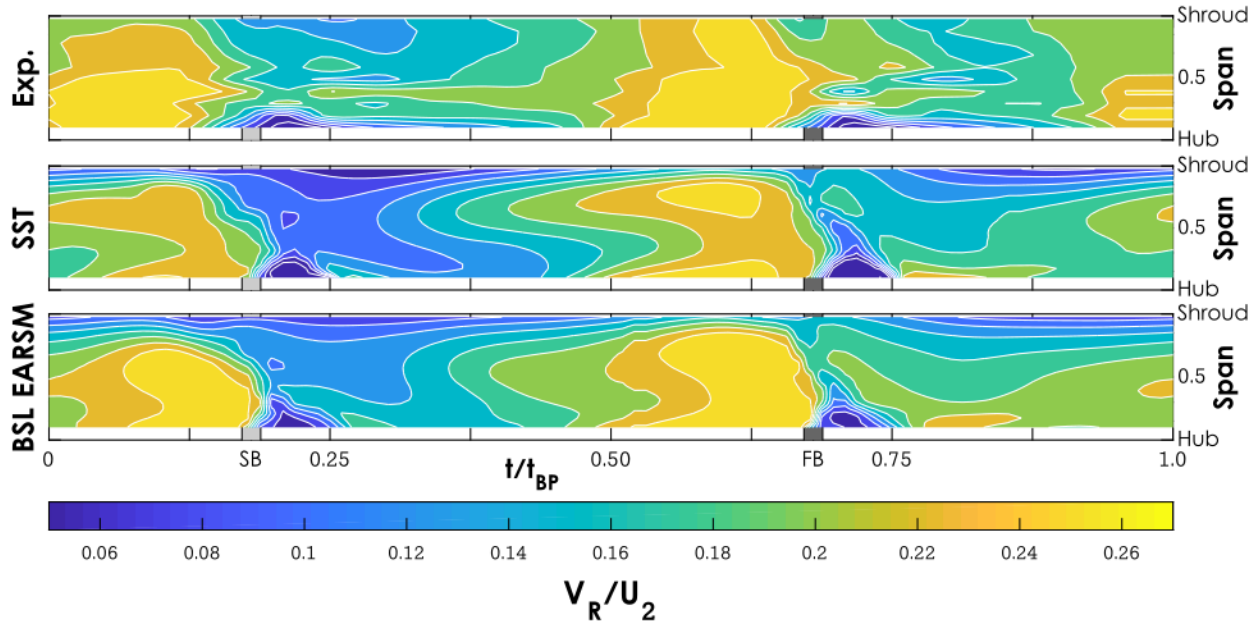 Exp.
Shroud
0.5
Span
Hub
SST
Shroud
0.5
Span
Hub
BSL EARSM
Shroud
0.5
Span
Hub
0 SB 0.25 t/t_BP 0.50 FB 0.75 1.0
0.06 0.08 0.1 0.12 0.14 0.16 0.18 0.2 0.22 0.24 0.26
V_R/U_2